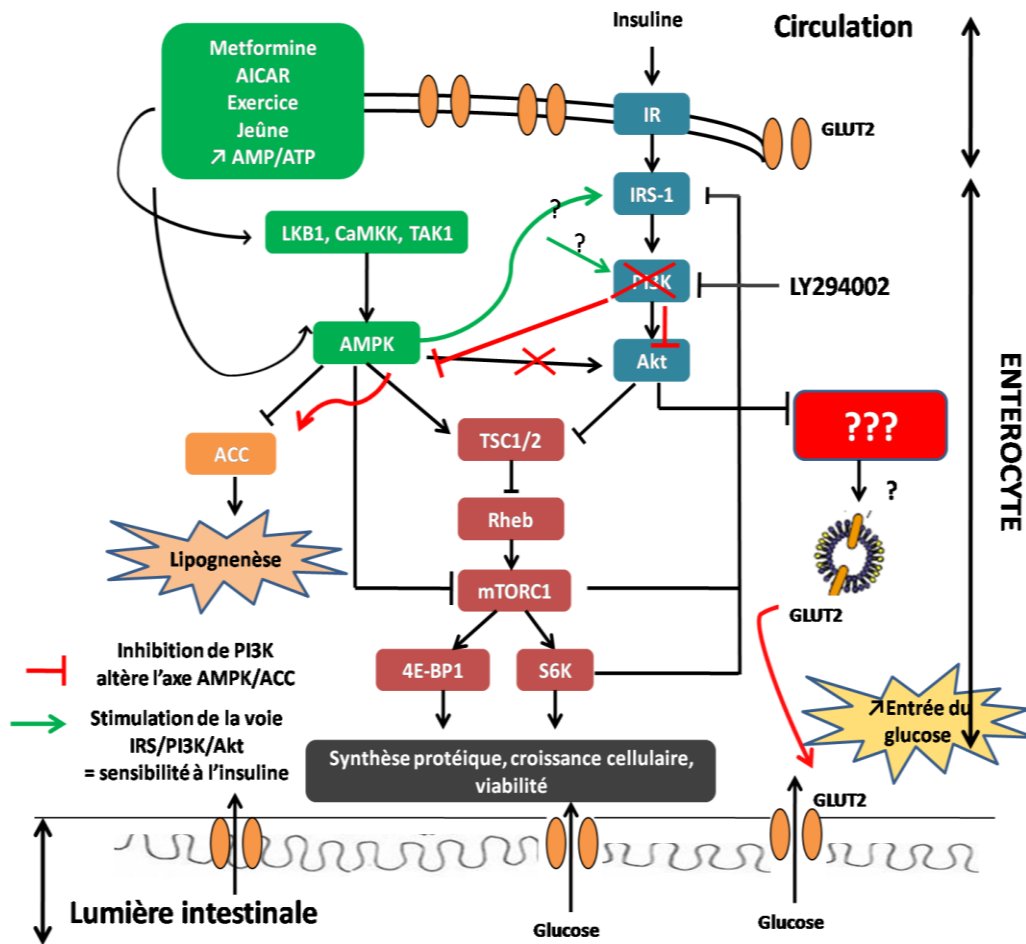 Insuline
Circulation
Metformine
AICAR
Exercice
Jeûne
↗ AMP/ATP
IR
GLUT2
IRS-1
?
LKB1, CaMKK, TAK1
?
PI3K
LY294002
AMPK
Akt
ENTEROCYTE
???
TSC1/2
ACC
?
Rheb
Lipognenèse
mTORC1
GLUT2
Inhibition de PI3K
altère l'axe AMPK/ACC
4E-BP1
S6K
Stimulation de la voie
IRS/PI3K/Akt
= sensibilité à l'insuline
↗Entrée du
glucose
Synthèse protéique, croissance cellulaire,
viabilité
GLUT2
Lumière intestinale
Glucose
Glucose